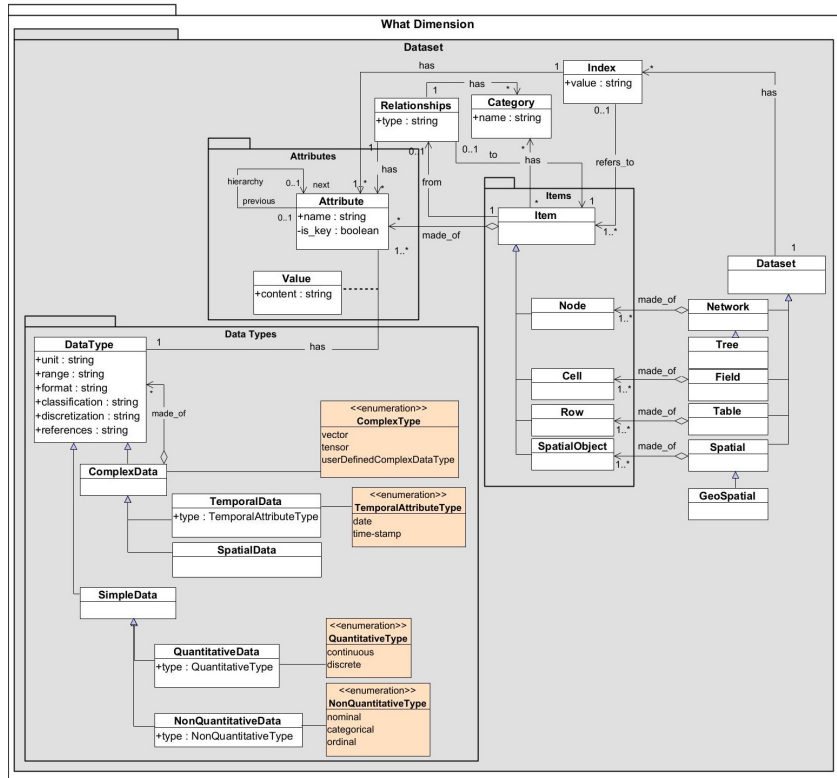 What Dimension
Dataset
has
1
*
Index
+value : string
0..1
has
refers_to
1..*
Relationships
+type : string
1
has
*
Category
+name : string
0..1
0..1
to
1
has
*
*
from
1
1
has
1..*
*
Attributes
hierarchy
0..1
next
previous
0..1
Attribute
+name : string
-is_key : boolean
*
made_of
1..*
Value
+content : string
Items
Item
1
Dataset
Node
made_of
1..*
Network
Tree
Cell
made_of
1..*
Field
Row
made_of
1..*
Table
SpatialObject
made_of
1..*
Spatial
GeoSpatial
Data Types
DataType
+unit : string
+range : string
+format : string
+classification : string
+discretization : string
+references : string
1
has
*
made_of
ComplexData
<<enumeration>>
ComplexType
vector
tensor
userDefinedComplexDataType
TemporalData
+type : TemporalAttributeType
<<enumeration>>
TemporalAttributeType
date
time-stamp
SpatialData
SimpleData
QuantitativeData
+type : QuantitativeType
<<enumeration>>
QuantitativeType
continuous
discrete
NonQuantitativeData
+type : NonQuantitativeType
<<enumeration>>
NonQuantitativeType
nominal
categorical
ordinal